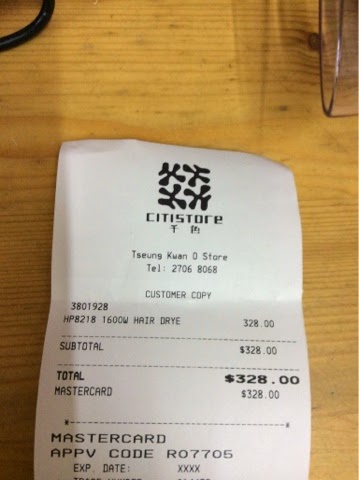 CITISTORE
千色
Tseung Kwan O Store
Tel: 2706 8068
CUSTOMER COPY
3801928
HP8218 1600W HAIR DRYE 328.00
SUBTOTAL $328.00
TOTAL $328.00
MASTERCARD $328.00
MASTERCARD
APPV CODE R07705
EXP. DATE: XXXX